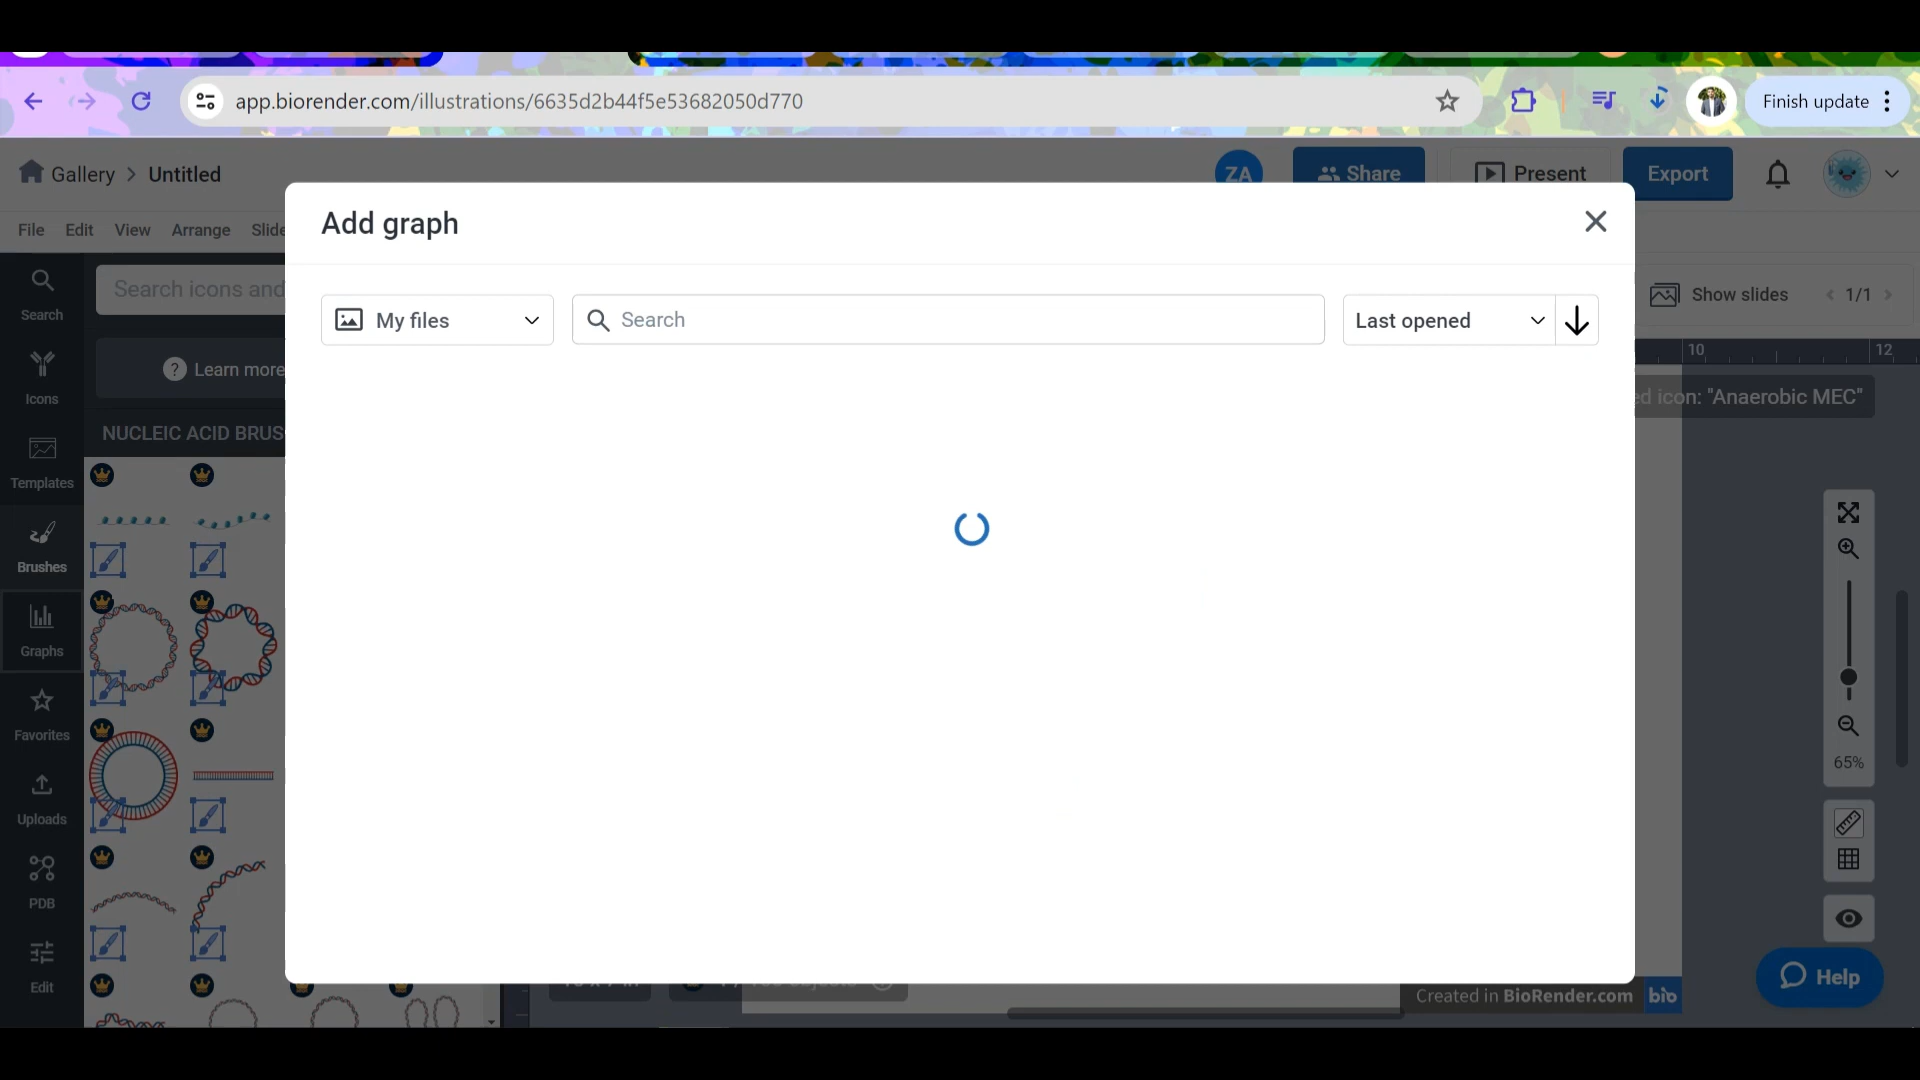 app.biorender.com/illustrations/6635d2b44f5e53682050d770
Finish update
Gallery > Untitled
ZA
Share
Present
Export
File Edit View Arrange Slide
Add graph
Search icons and
My files
Search
Last opened
Show slides
1/1
Search
Icons
Templates
Brushes
Graphs
Favorites
Uploads
PDB
Edit
? Learn more
NUCLEIC ACID BRUS
10
12
icon: "Anaerobic MEC"
65%
Help
Created in BioRender.com bio